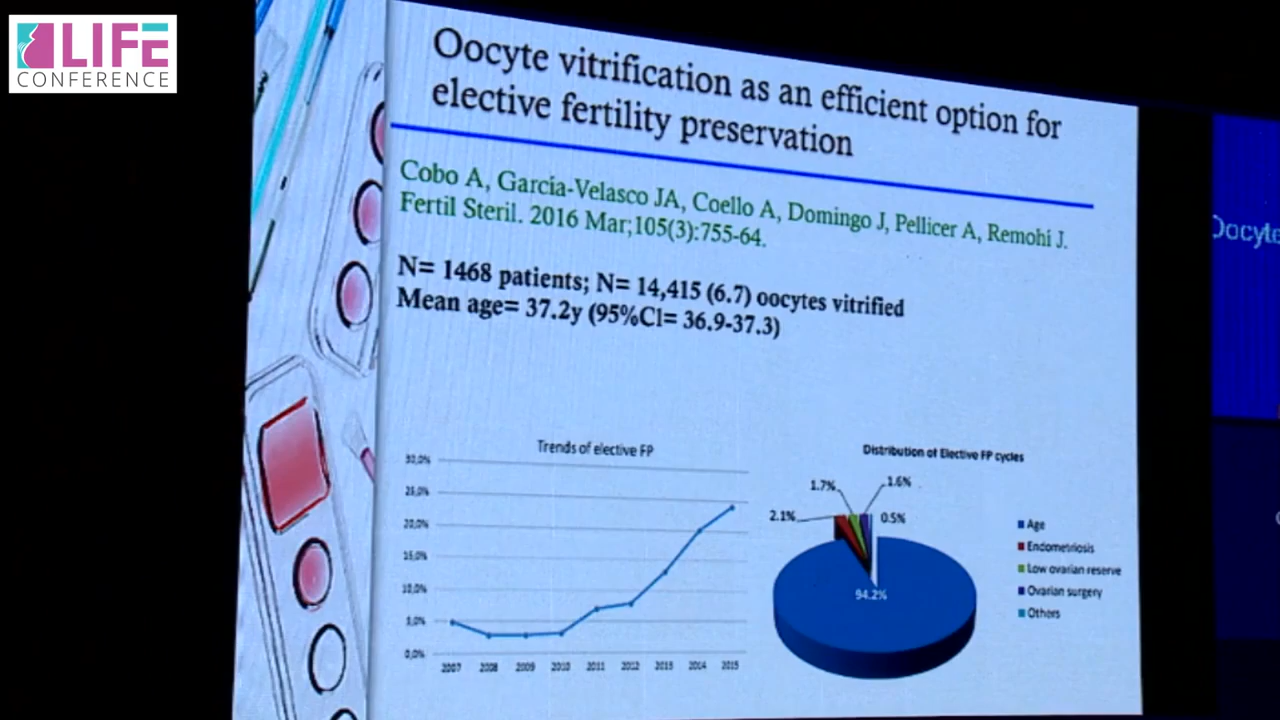 LIFE
CONFERENCE
Oocyte vitrification as an efficient option for
elective fertility preservation
Cobo A, Garcia-Velasco JA, Coello A, Domingo J, Pellicer A, Remohi J.
Fertil Steril. 2016 Mar;105(3):755-64.
N= 1468 patients; N= 14,415 (6.7) oocytes vitrified
Mean age= 37.2y (95%CI= 36.9-37.3)
Trends of elective FP
30,0%
25,0%
20,0%
15,0%
10,0%
5,0%
0,0%
2007 2008 2009 2010 2011 2012 2013 2014 2015
Distribution of Elective FP cycles
1.7%
1.6%
2.1%
0.5%
94.2%
Age
Endometriosis
Low ovarian reserve
Ovarian surgery
Others
Oocyte